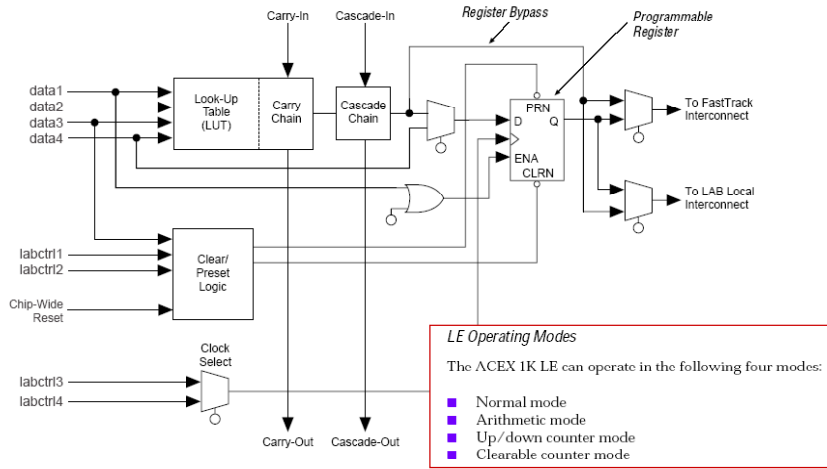 Carry-In
Cascade-In
Register Bypass
Programmable
Register
data1
data2
data3
data4
Look-Up
Table
(LUT)
Carry
Chain
Cascade
Chain
PRN
D
Q
ENA
CLRN
To FastTrack
Interconnect
To LAB Local
Interconnect
labctrl1
labctrl2
Clear/
Preset
Logic
Chip-Wide
Reset
Clock
Select
labctrl3
labctrl4
Carry-Out
Cascade-Out
LE Operating Modes
The ACEX 1K LE can operate in the following four modes:
Normal mode
Arithmetic mode
Up/down counter mode
Clearable counter mode